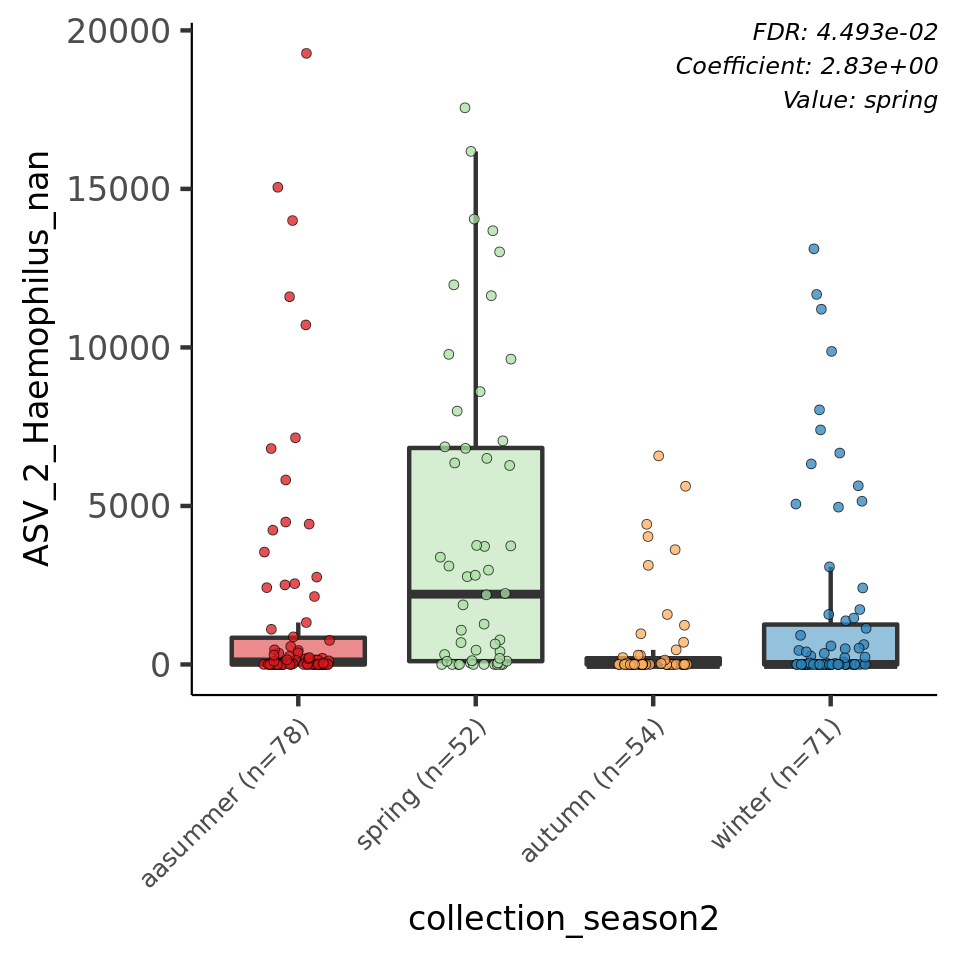 FDR: 4.493e-02
Coefficient: 2.83e+00
Value: spring
ASV_2_Haemophilus_nan
20000
15000
10000
5000
0
aasummer (n=78)
spring (n=52)
autumn (n=54)
winter (n=71)
collection_season2